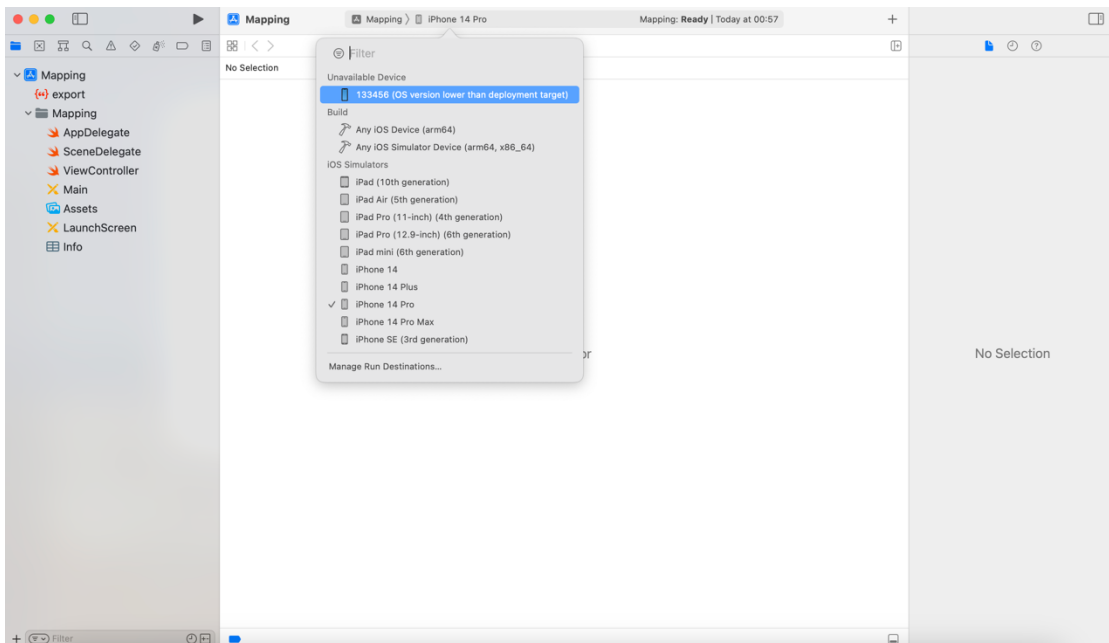 Mapping
Mapping
iPhone 14 Pro
Mapping: Ready | Today at 00:57
Mapping
export
Mapping
AppDelegate
SceneDelegate
ViewController
Main
Assets
LaunchScreen
Info
Filter
No Selection
Filter
Unavailable Device
133456 (OS version lower than deployment target)
Build
Any iOS Device (arm64)
Any iOS Simulator Device (arm64, x86_64)
iOS Simulators
iPad (10th generation)
iPad Air (5th generation)
iPad Pro (11-inch) (4th generation)
iPad Pro (12.9-inch) (6th generation)
iPad mini (6th generation)
iPhone 14
iPhone 14 Plus
iPhone 14 Pro
iPhone 14 Pro Max
iPhone SE (3rd generation)
Manage Run Destinations...
No Selection